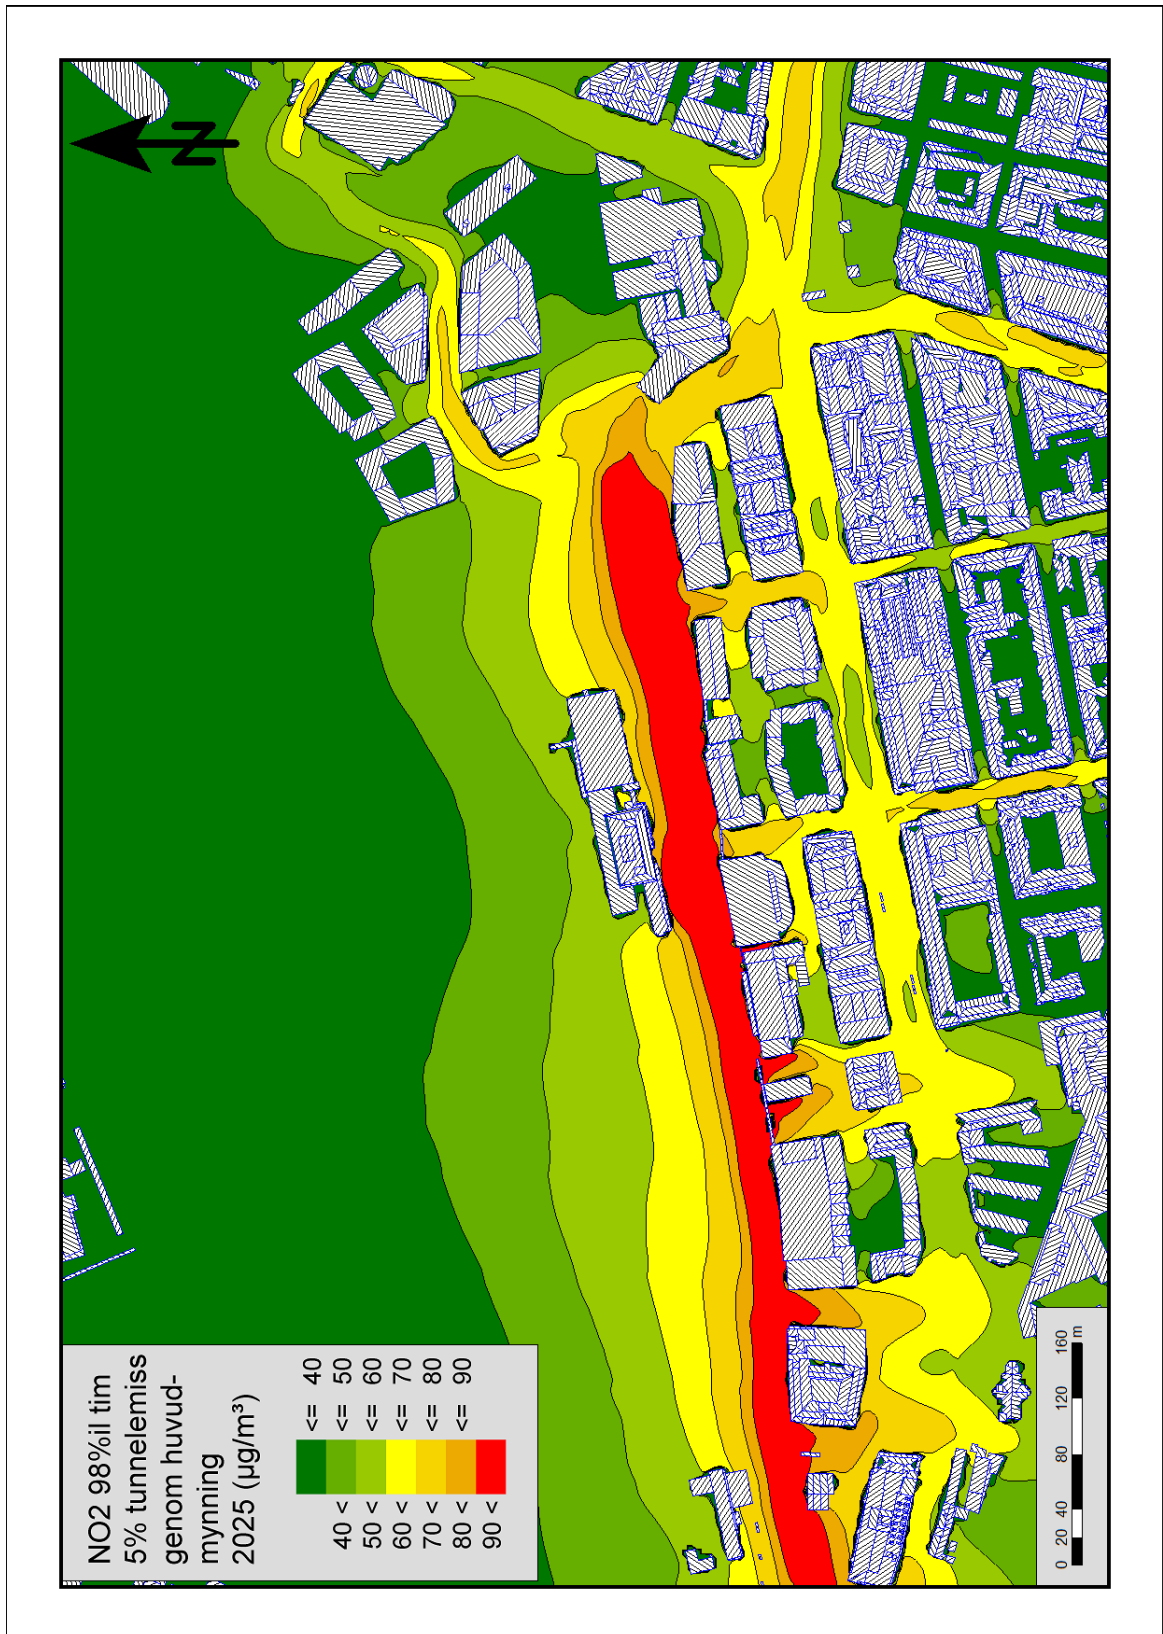 N
NO2 98%il tim
5% tunnelemiss
genom huvud-
mynning
2025 (µg/m³)
<= 40
40 < <= 50
50 < <= 60
60 < <= 70
70 < <= 80
80 < <= 90
90 <
0 20 40 80 120 160
m